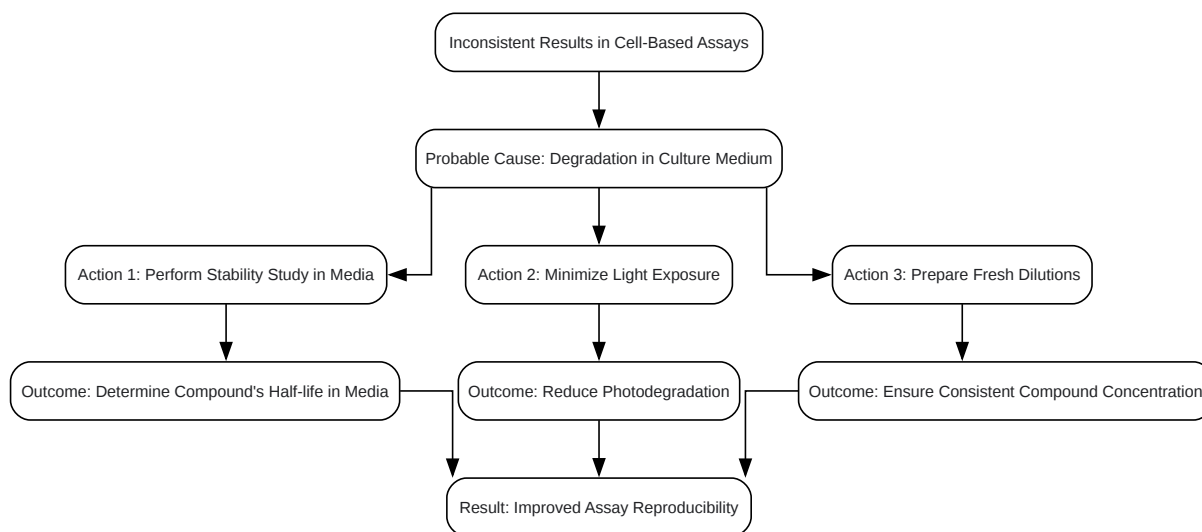 Inconsistent Results in Cell-Based Assays
Probable Cause: Degradation in Culture Medium
Action 1: Perform Stability Study in Media
Action 2: Minimize Light Exposure
Action 3: Prepare Fresh Dilutions
Outcome: Determine Compound's Half-life in Media
Outcome: Reduce Photodegradation
Outcome: Ensure Consistent Compound Concentration
Result: Improved Assay Reproducibility